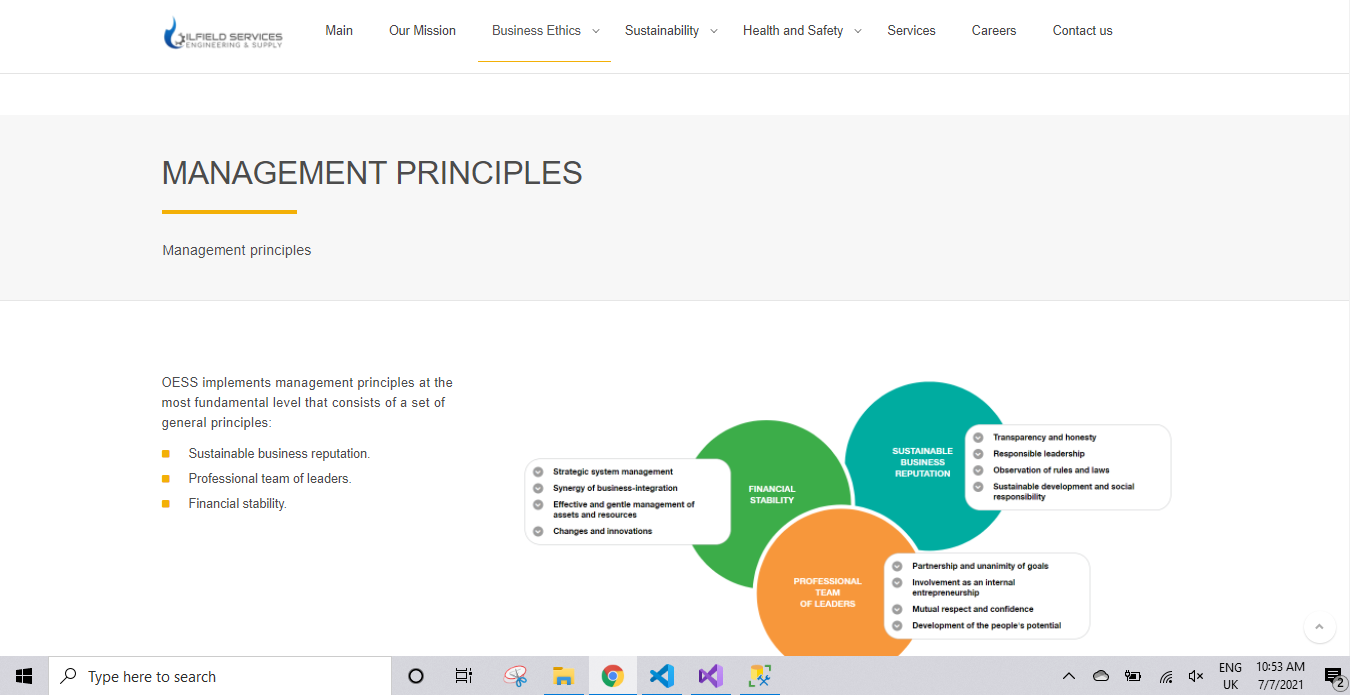 ILFIELD SERVICES
ENGINEERING & SUPPLY
Main
Our Mission
Business Ethics
Sustainability
Health and Safety
Services
Careers
Contact us
MANAGEMENT PRINCIPLES
Management principles
OESS implements management principles at the
most fundamental level that consists of a set of
general principles:
Sustainable business reputation.
Professional team of leaders.
Financial stability.
Strategic system management
Synergy of business-integration
Effective and gentle management of
assets and resources
Changes and innovations
FINANCIAL
STABILITY
SUSTAINABLE
BUSINESS
REPUTATION
Transparency and honesty
Responsible leadership
Observation of rules and laws
Sustainable development and social
responsibility
PROFESSIONAL
TEAM
OF LEADERS
Partnership and unanimity of goals
Involvement as an internal
entrepreneurship
Mutual respect and confidence
Development of the people's potential
Type here to search
ENG
UK
10:53 AM
7/7/2021
2